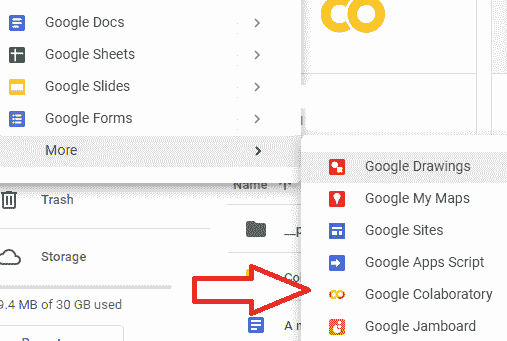 Google Docs
Google Sheets
Google Slides
Google Forms
More
Google Drawings
Google My Maps
Google Sites
Google Apps Script
Google Colaboratory
Google Jamboard
Name
Trash
Storage
9.4 MB of 30 GB used